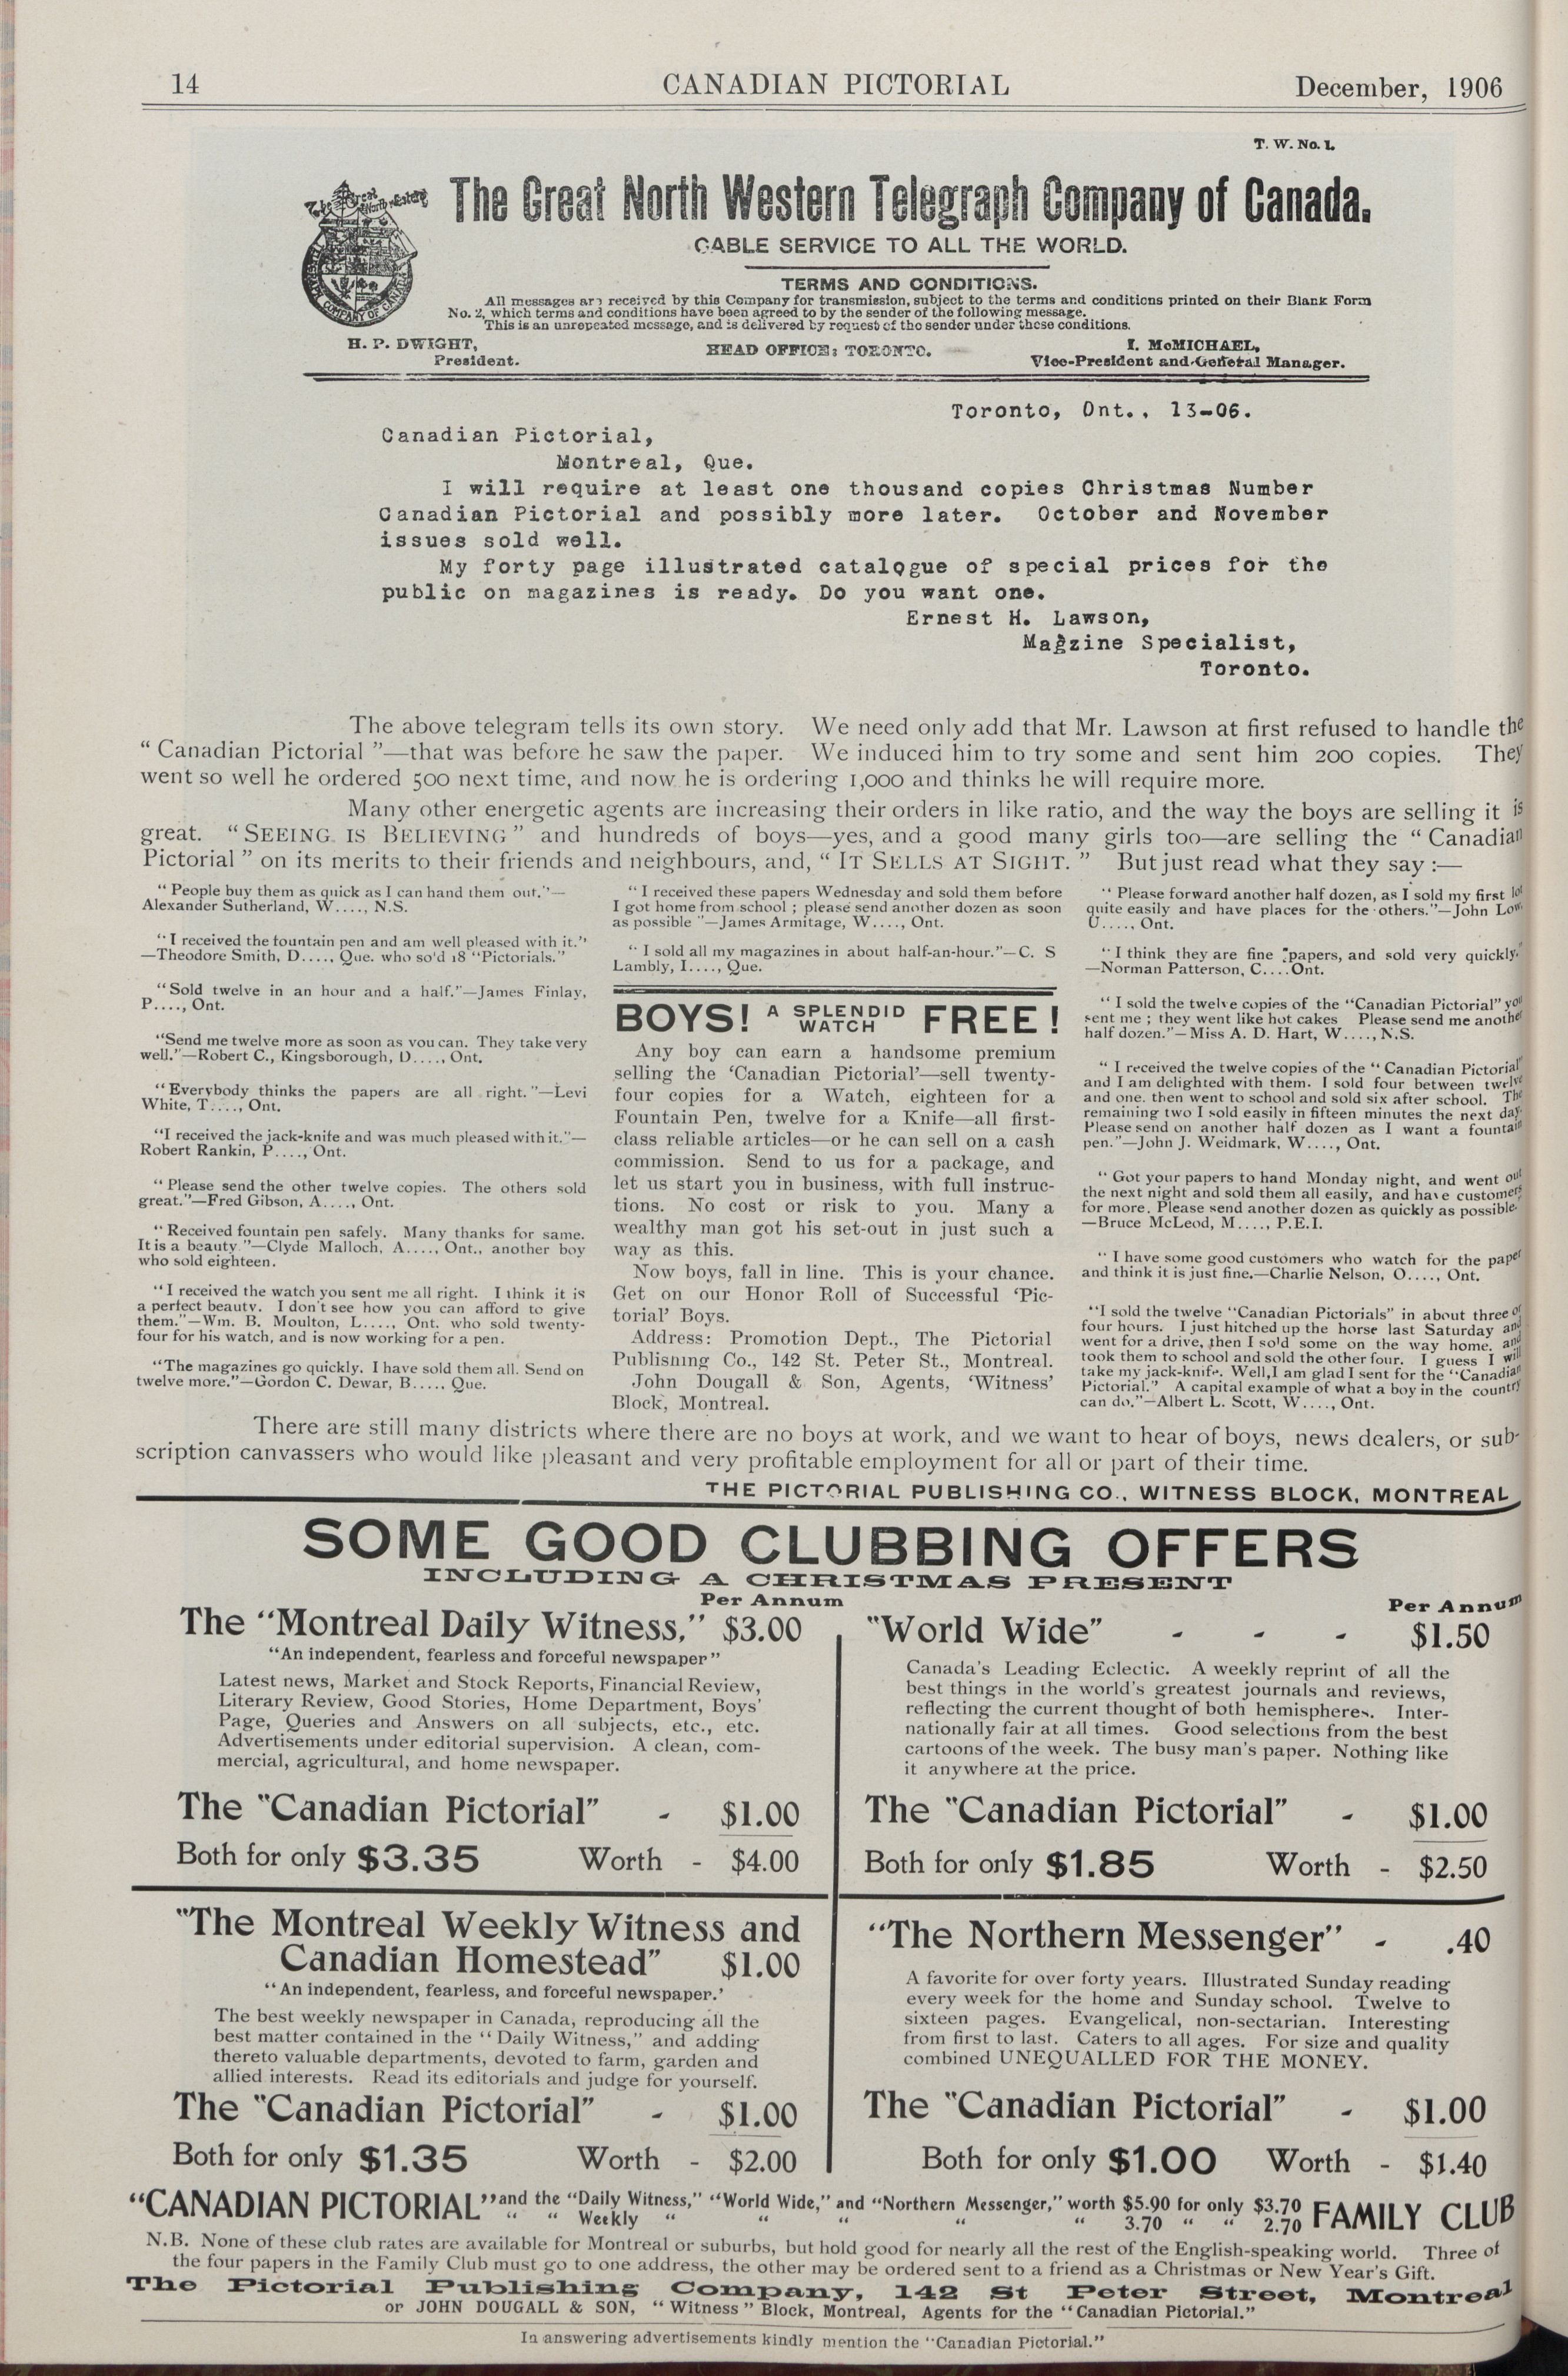 14
CANADIAN PICTORIAL
December, 1906
T. W. No. 1.
The Great North Western Telegraph Company of Canada.
CABLE SERVICE TO ALL THE WORLD.
TERMS AND CONDITIONS.
All messages are received by this Company for transmission, subject to the terms and conditions printed on their Blank Form
No. 2, which terms and conditions have been agreed to by the sender of the following message.
This is an unrepeated message, and is delivered by request of the sender under these conditions.
H. P. DWIGHT,
President.
HEAD OFFICE: TORONTO.
I. McMICHAEL,
Vice-President and General Manager.
Toronto, Ont., 13-06.
Canadian Pictorial,
Montreal, Que.
I will require at least one thousand copies Christmas Number
Canadian Pictorial and possibly more later. October and November
issues sold well.
My forty page illustrated catalogue of special prices for the
public on magazines is ready. Do you want one.
Ernest H. Lawson,
Magzine Specialist,
Toronto.
The above telegram tells its own story. We need only add that Mr. Lawson at first refused to handle the
"Canadian Pictorial"—that was before he saw the paper. We induced him to try some and sent him 200 copies. They
went so well he ordered 500 next time, and now he is ordering 1,000 and thinks he will require more.
Many other energetic agents are increasing their orders in like ratio, and the way the boys are selling it is
great. "SEEING IS BELIEVING" and hundreds of boys—yes, and a good many girls too—are selling the "Canadian
Pictorial" on its merits to their friends and neighbours, and, "IT SELLS AT SIGHT." But just read what they say :—
"People buy them as quick as I can hand them out."—
Alexander Sutherland, W...., N.S.
"I received the fountain pen and am well pleased with it."
—Theodore Smith, D...., Que. who so'd 18 "Pictorials."
"Sold twelve in an hour and a half."—James Finlay,
P...., Ont.
"Send me twelve more as soon as you can. They take very
well."—Robert C., Kingsborough, D...., Ont.
"Everybody thinks the papers are all right."—Levi
White, T...., Ont.
"I received the jack-knife and was much pleased with it."—
Robert Rankin, P...., Ont.
"Please send the other twelve copies. The others sold
great."—Fred Gibson, A...., Ont.
"Received fountain pen safely. Many thanks for same.
It is a beauty."—Clyde Malloch, A...., Ont., another boy
who sold eighteen.
"I received the watch you sent me all right. I think it is
a perfect beauty. I don't see how you can afford to give
them."—Wm. B. Moulton, L...., Ont. who sold twenty-
four for his watch, and is now working for a pen.
"The magazines go quickly. I have sold them all. Send on
twelve more."—Gordon C. Dewar, B...., Que.
"I received these papers Wednesday and sold them before
I got home from school ; please send another dozen as soon
as possible"—James Armitage, W...., Ont.
"I sold all my magazines in about half-an-hour."—C. S
Lambly, I...., Que.
BOYS! A SPLENDID WATCH FREE!
Any boy can earn a handsome premium
selling the 'Canadian Pictorial'—sell twenty-
four copies for a Watch, eighteen for a
Fountain Pen, twelve for a Knife—all first-
class reliable articles—or he can sell on a cash
commission. Send to us for a package, and
let us start you in business, with full instruc-
tions. No cost or risk to you. Many a
wealthy man got his set-out in just such a
way as this.
Now boys, fall in line. This is your chance.
Get on our Honor Roll of Successful 'Pic-
torial' Boys.
Address: Promotion Dept., The Pictorial
Publishing Co., 142 St. Peter St., Montreal.
John Dougall & Son, Agents, 'Witness'
Block, Montreal.
"Please forward another half dozen, as I sold my first lot
quite easily and have places for the others."—John Low,
U...., Ont.
"I think they are fine papers, and sold very quickly."
—Norman Patterson, C....Ont.
"I sold the twelve copies of the "Canadian Pictorial" you
sent me ; they went like hot cakes Please send me another
half dozen."—Miss A. D. Hart, W...., N.S.
"I received the twelve copies of the "Canadian Pictorial"
and I am delighted with them. I sold four between twelve
and one. then went to school and sold six after school. The
remaining two I sold easily in fifteen minutes the next day.
Please send on another half dozen as I want a fountain
pen."—John J. Weidmark, W...., Ont.
"Got your papers to hand Monday night, and went out
the next night and sold them all easily, and have customers
for more. Please send another dozen as quickly as possible."
—Bruce McLeod, M...., P.E.I.
"I have some good customers who watch for the paper
and think it is just fine.—Charlie Nelson, O...., Ont.
"I sold the twelve "Canadian Pictorials" in about three or
four hours. I just hitched up the horse last Saturday and
went for a drive, then I so'd some on the way home. and
took them to school and sold the other four. I guess I will
take my jack-knife. Well, I am glad I sent for the "Canadian
Pictorial." A capital example of what a boy in the country
can do."—Albert L. Scott, W...., Ont.
There are still many districts where there are no boys at work, and we want to hear of boys, news dealers, or sub-
scription canvassers who would like pleasant and very profitable employment for all or part of their time.
THE PICTORIAL PUBLISHING CO., WITNESS BLOCK, MONTREAL
SOME GOOD CLUBBING OFFERS
INCLUDING A CHRISTMAS PRESENT
Per Annum
The "Montreal Daily Witness," $3.00
"An independent, fearless and forceful newspaper"
Latest news, Market and Stock Reports, Financial Review,
Literary Review, Good Stories, Home Department, Boys'
Page, Queries and Answers on all subjects, etc., etc.
Advertisements under editorial supervision. A clean, com-
mercial, agricultural, and home newspaper.
The "Canadian Pictorial" - $1.00
Both for only $3.35 Worth - $4.00
Per Annum
"World Wide" - - - $1.50
Canada's Leading Eclectic. A weekly reprint of all the
best things in the world's greatest journals and reviews,
reflecting the current thought of both hemispheres. Inter-
nationally fair at all times. Good selections from the best
cartoons of the week. The busy man's paper. Nothing like
it anywhere at the price.
The "Canadian Pictorial" - $1.00
Both for only $1.85 Worth - $2.50
"The Montreal Weekly Witness and
Canadian Homestead" $1.00
"An independent, fearless, and forceful newspaper.'
The best weekly newspaper in Canada, reproducing all the
best matter contained in the "Daily Witness," and adding
thereto valuable departments, devoted to farm, garden and
allied interests. Read its editorials and judge for yourself.
The "Canadian Pictorial" - $1.00
Both for only $1.35 Worth - $2.00
"The Northern Messenger" - .40
A favorite for over forty years. Illustrated Sunday reading
every week for the home and Sunday school. Twelve to
sixteen pages. Evangelical, non-sectarian. Interesting
from first to last. Caters to all ages. For size and quality
combined UNEQUALLED FOR THE MONEY.
The "Canadian Pictorial" - $1.00
Both for only $1.00 Worth - $1.40
"CANADIAN PICTORIAL" and the "Daily Witness," "World Wide," and "Northern Messenger," worth $5.90 for only $3.70 FAMILY CLUB
" " Weekly " " " " " 3.70 " " 2.70
N.B. None of these club rates are available for Montreal or suburbs, but hold good for nearly all the rest of the English-speaking world. Three of
the four papers in the Family Club must go to one address, the other may be ordered sent to a friend as a Christmas or New Year's Gift.
The Pictorial Publishing Company, 142 St Peter Street, Montreal
or JOHN DOUGALL & SON, "Witness" Block, Montreal, Agents for the "Canadian Pictorial."
In answering advertisements kindly mention the "Canadian Pictorial."